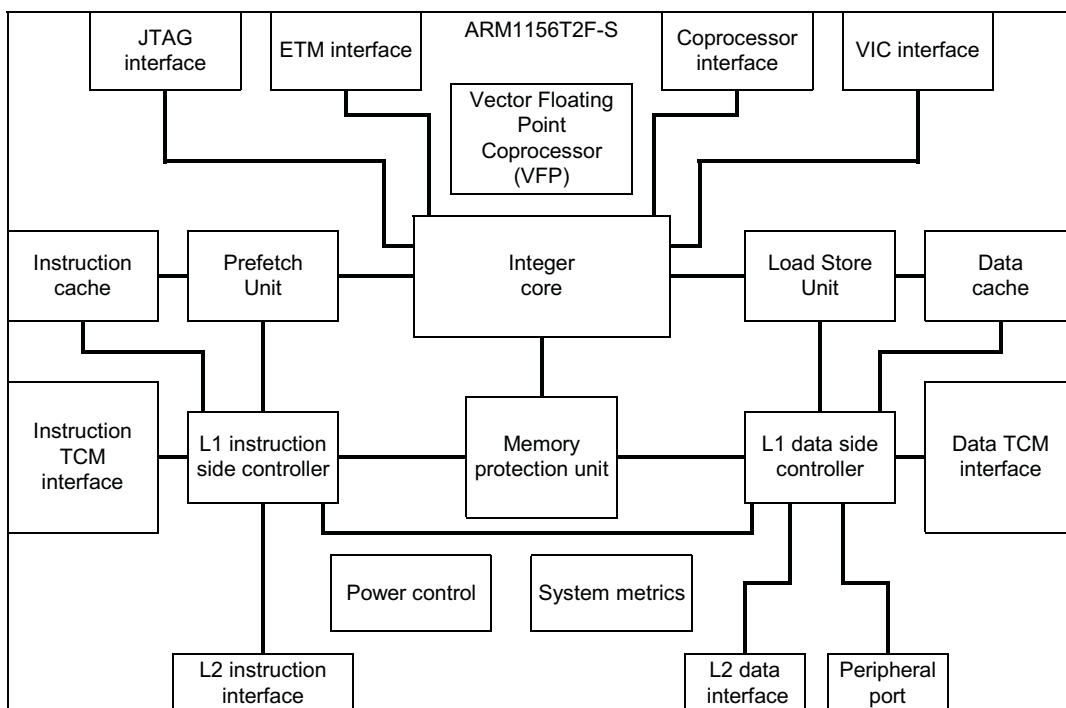 JTAG
interface
ETM interface
ARM1156T2F-S
Coprocessor
interface
VIC interface
Vector Floating
Point
Coprocessor
(VFP)
Instruction
cache
Prefetch
Unit
Integer
core
Load Store
Unit
Data
cache
Instruction
TCM
interface
L1 instruction
side controller
Memory
protection unit
L1 data side
controller
Data TCM
interface
Power control
System metrics
L2 instruction
interface
L2 data
interface
Peripheral
port